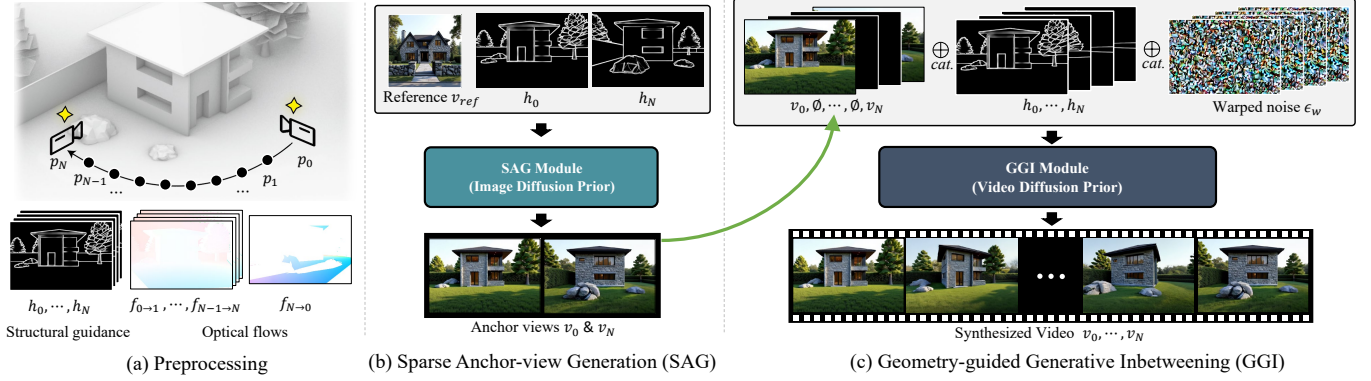 p_N
p_{N-1}
...
...
p_1
p_0
h_0, ⋯, h_N
f_{0→1}, ⋯, f_{N-1→N}
f_{N→0}
Structural guidance
Optical flows
(a) Preprocessing
Reference v_{ref}
h_0
h_N
SAG Module
(Image Diffusion Prior)
Anchor views v_0 & v_N
(b) Sparse Anchor-view Generation (SAG)
v_0, ∅, ⋯, ∅, v_N
⊕
cat.
h_0, ⋯, h_N
⊕
cat.
Warped noise ϵ_w
GGI Module
(Video Diffusion Prior)
•••
Synthesized Video v_0, ⋯, v_N
(c) Geometry-guided Generative Inbetweening (GGI)